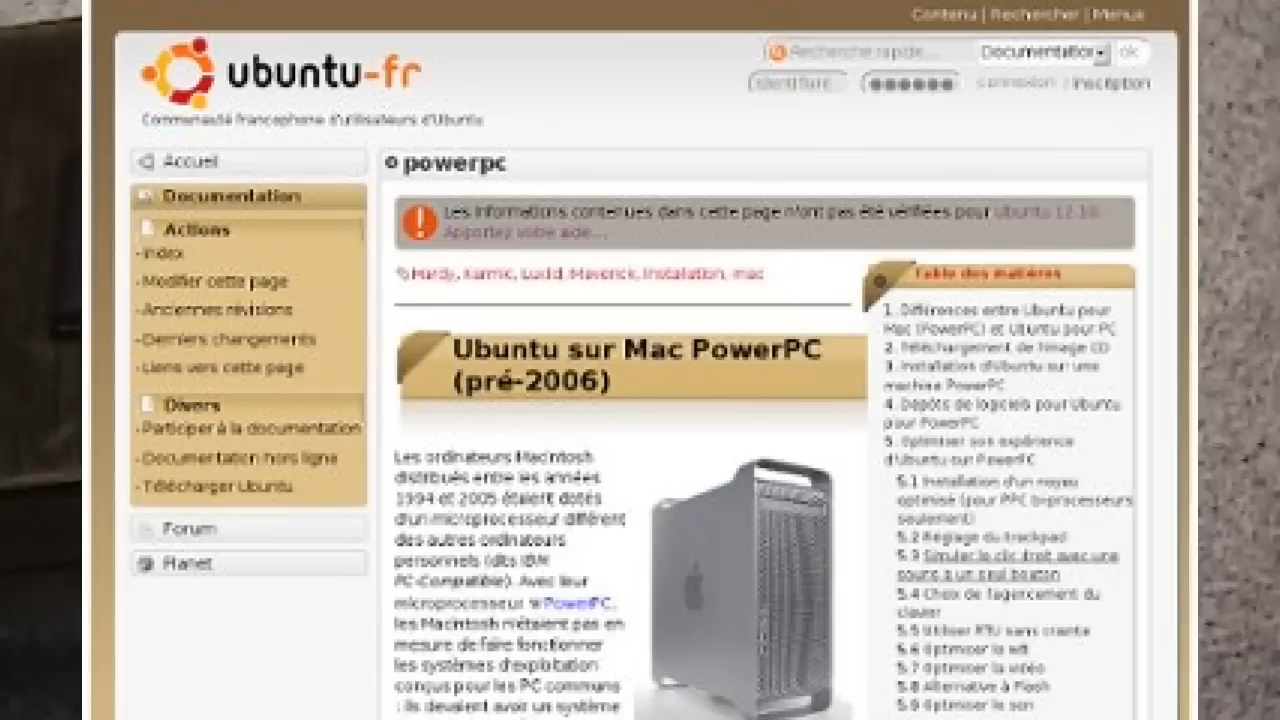 Contenu | Rechercher | Menus
ubuntu-fr
Recherche rapide...
Documentation
ok
identifiant
connexion | Inscription
Communauté francophone d'utilisateurs d'Ubuntu
Accueil
Documentation
Actions
-Index
-Modifier cette page
-Anciennes révisions
-Derniers changements
-Liens vers cette page
Divers
-Participer à la documentation
-Documentation hors ligne
-Télécharger Ubuntu
Forum
Planet
powerpc
Les informations contenues dans cette page n'ont pas été vérifiées pour Ubuntu 12.10.
Apportez votre aide...
Hardy, Karmic, Lucid, Maverick, Installation, mac
Ubuntu sur Mac PowerPC
(pré-2006)
Les ordinateurs Macintosh
distribués entre les années
1994 et 2005 étaient dotés
d'un microprocesseur différent
des autres ordinateurs
personnels (dits IBM
PC-Compatible). Avec leur
microprocesseur PowerPC,
les Macintosh n'étaient pas en
mesure de faire fonctionner
les systèmes d'exploitation
conçus pour les PC communs
: ils devaient avoir un système
Table des matières
1. Différences entre Ubuntu pour
Mac (PowerPC) et Ubuntu pour PC
2. Téléchargement de l'image CD
3. Installation d'Ubuntu sur une
machine PowerPC
4. Dépôts de logiciels pour Ubuntu
pour PowerPC
5. Optimiser son expérience
d'Ubuntu sur PowerPC
5.1 Installation d'un noyau
optimisé (pour PPC biprocesseurs
seulement)
5.2 Réglage du trackpad
5.3 Simuler le clic droit avec une
souris à un seul bouton
5.4 Choix de l'agencement du
clavier
5.5 Utiliser RTU sans crainte
5.6 Optimiser le wifi
5.7 Optimiser la vidéo
5.8 Alternative à Flash
5.9 Optimiser le son